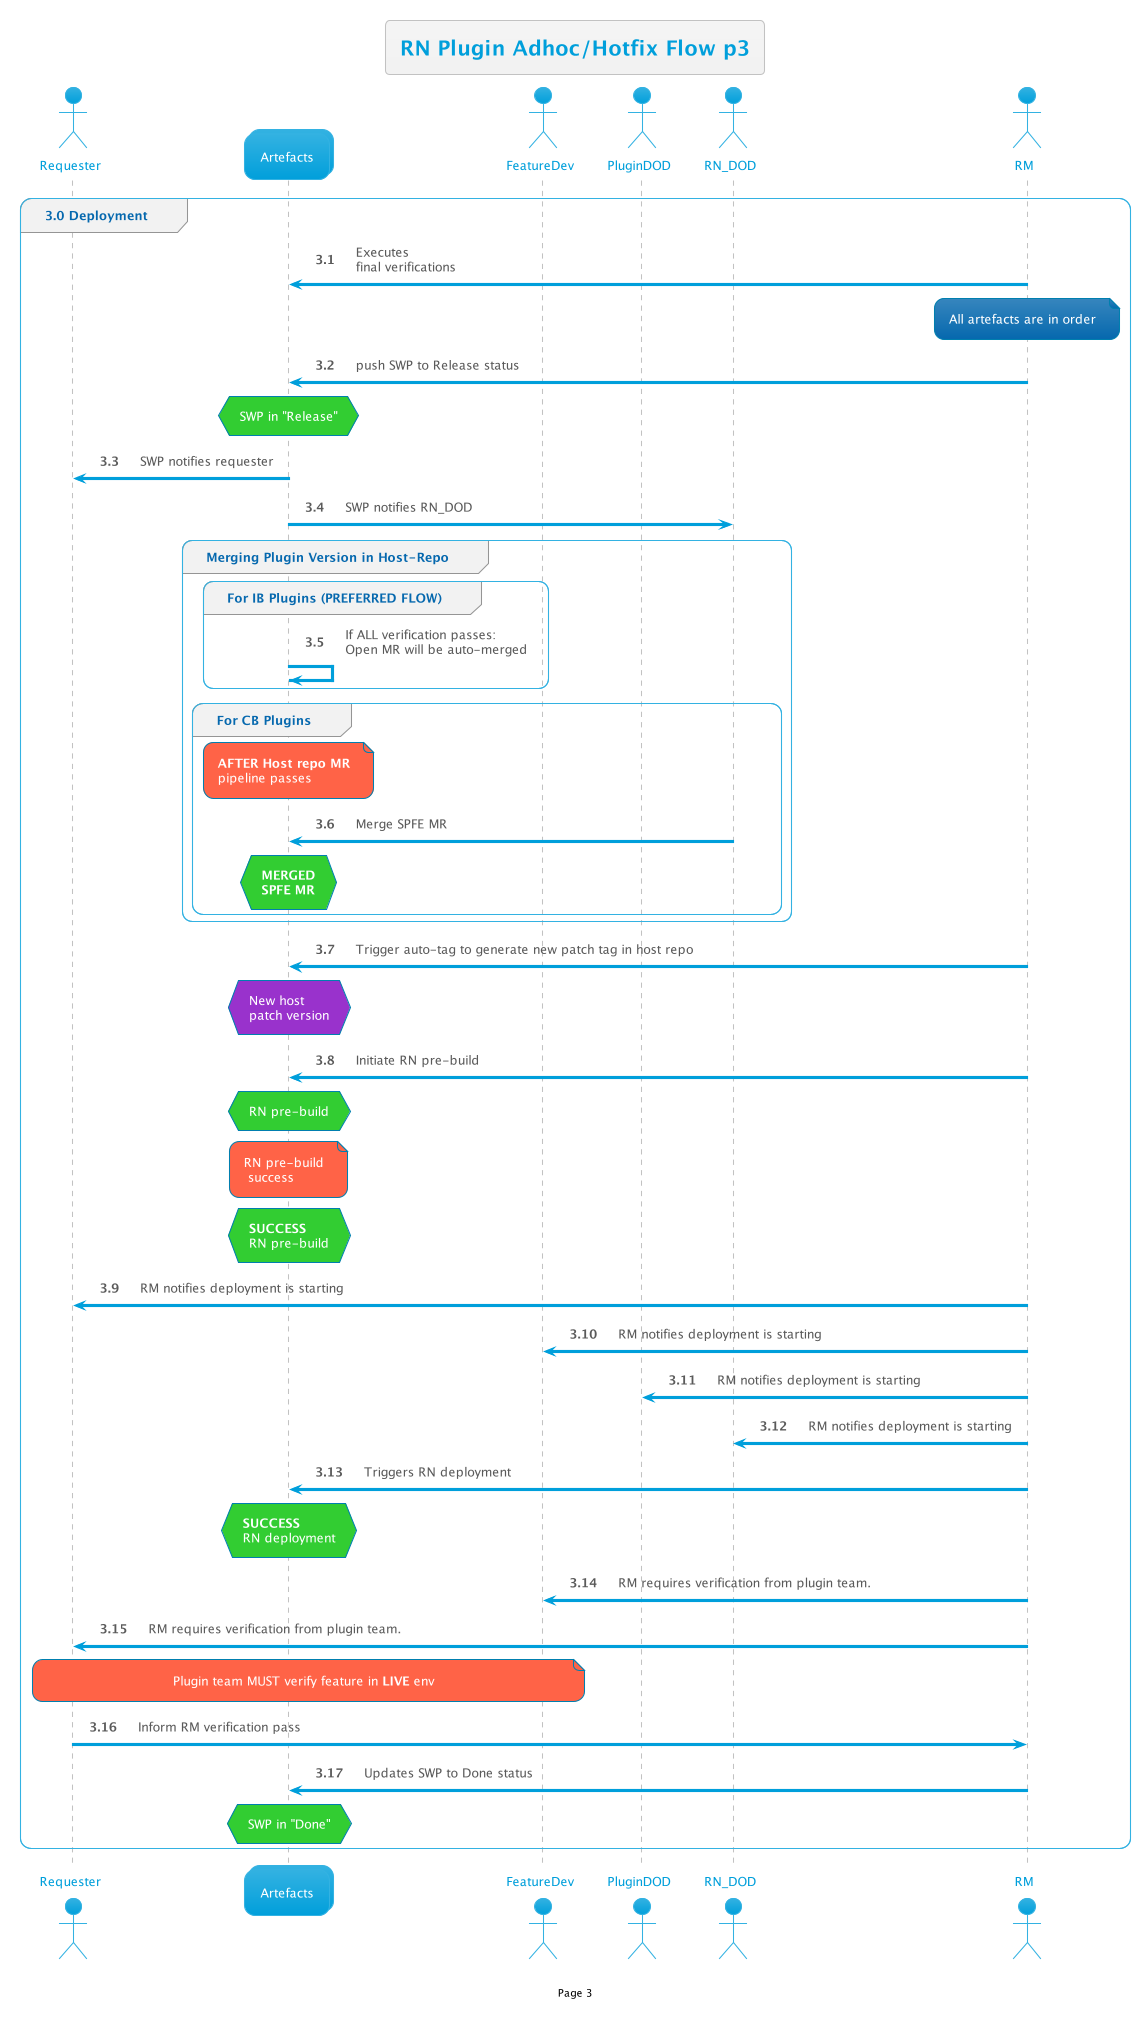 RN Plugin Adhoc/Hotfix Flow p3
Requester
Artefacts
FeatureDev
PluginDOD
RN_DOD
RM
3.0 Deployment
3.1 Executes
final verifications
All artefacts are in order
3.2 push SWP to Release status
SWP in "Release"
3.3 SWP notifies requester
3.4 SWP notifies RN_DOD
Merging Plugin Version in Host-Repo
For IB Plugins (PREFERRED FLOW)
3.5 If ALL verification passes:
Open MR will be auto-merged
For CB Plugins
AFTER Host repo MR
pipeline passes
3.6 Merge SPFE MR
MERGED
SPFE MR
3.7 Trigger auto-tag to generate new patch tag in host repo
New host
patch version
3.8 Initiate RN pre-build
RN pre-build
RN pre-build
success
SUCCESS
RN pre-build
3.9 RM notifies deployment is starting
3.10 RM notifies deployment is starting
3.11 RM notifies deployment is starting
3.12 RM notifies deployment is starting
3.13 Triggers RN deployment
SUCCESS
RN deployment
3.14 RM requires verification from plugin team.
3.15 RM requires verification from plugin team.
Plugin team MUST verify feature in LIVE env
3.16 Inform RM verification pass
3.17 Updates SWP to Done status
SWP in "Done"
Requester
Artefacts
FeatureDev
PluginDOD
RN_DOD
RM
Page 3